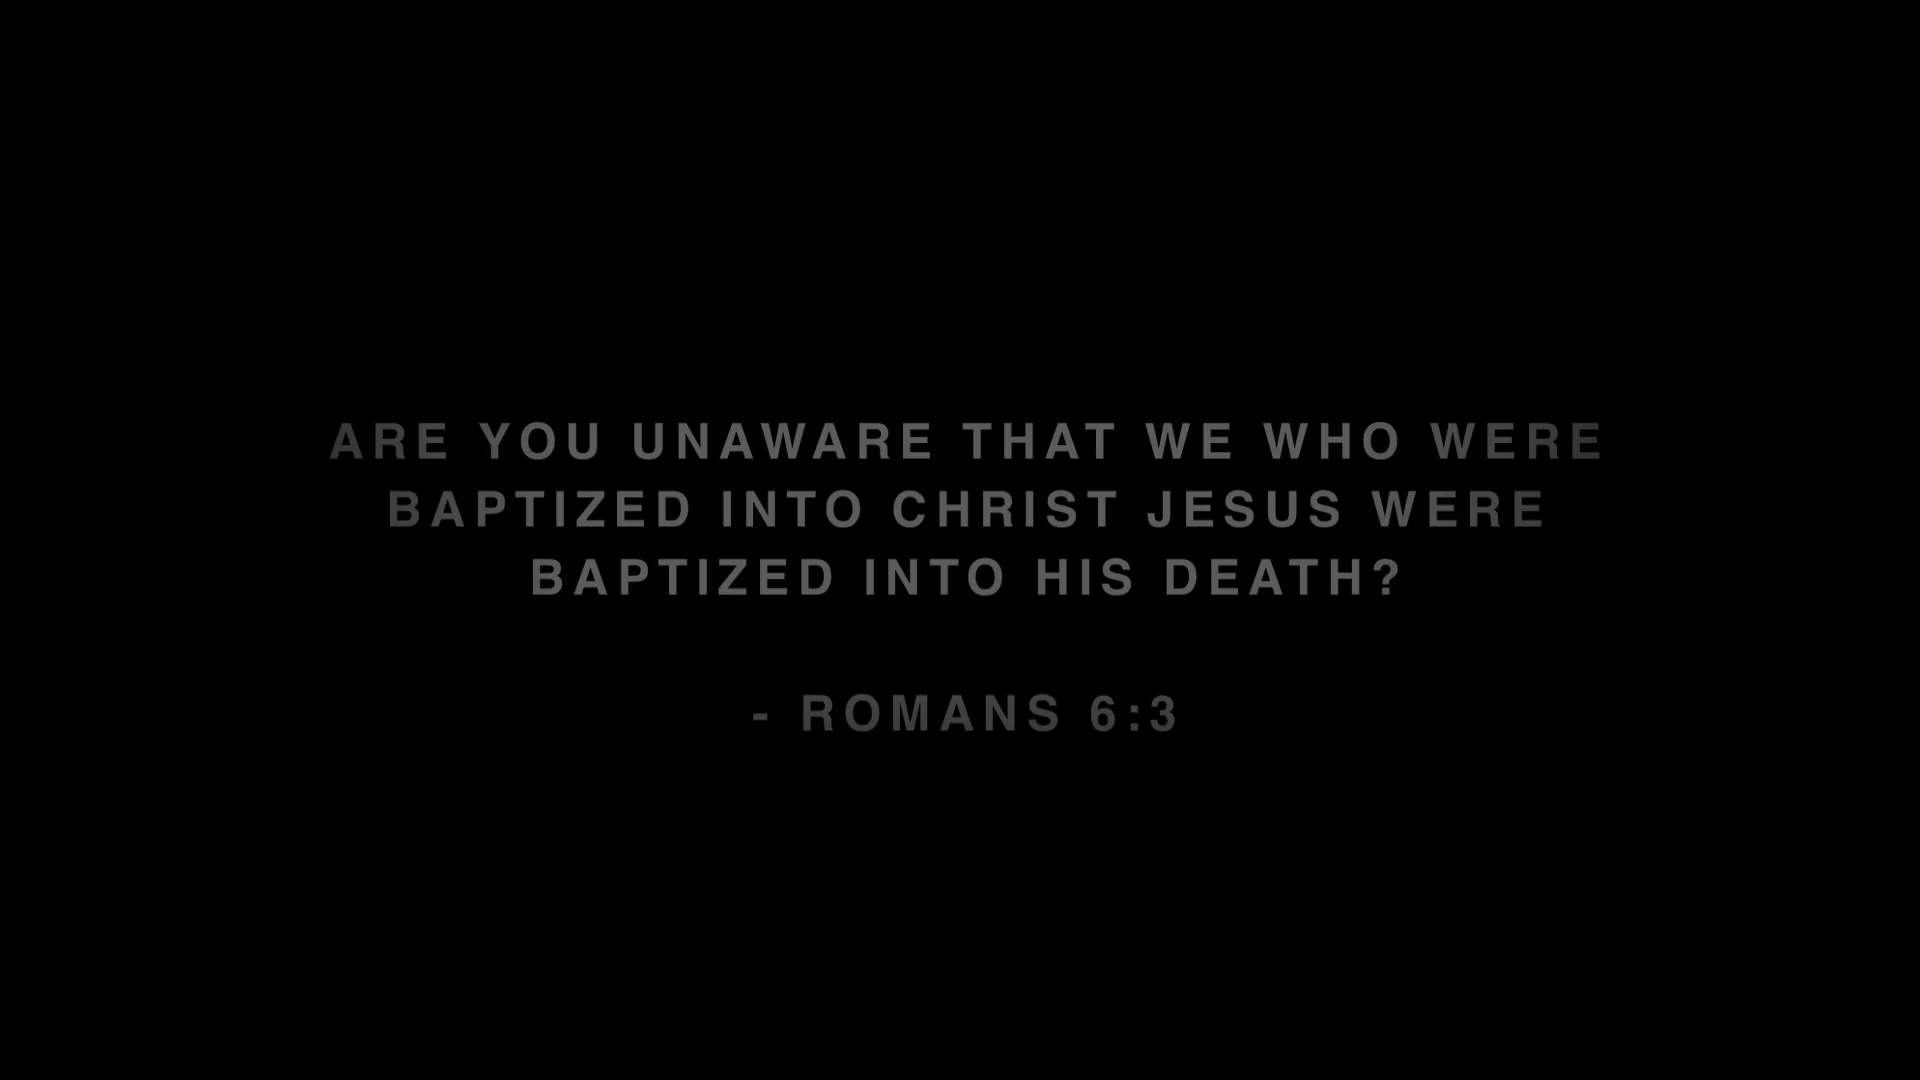 ARE YOU UNAWARE THAT WE WHO WERE
BAPTIZED INTO CHRIST JESUS WERE
BAPTIZED INTO HIS DEATH?
- ROMANS 6:3